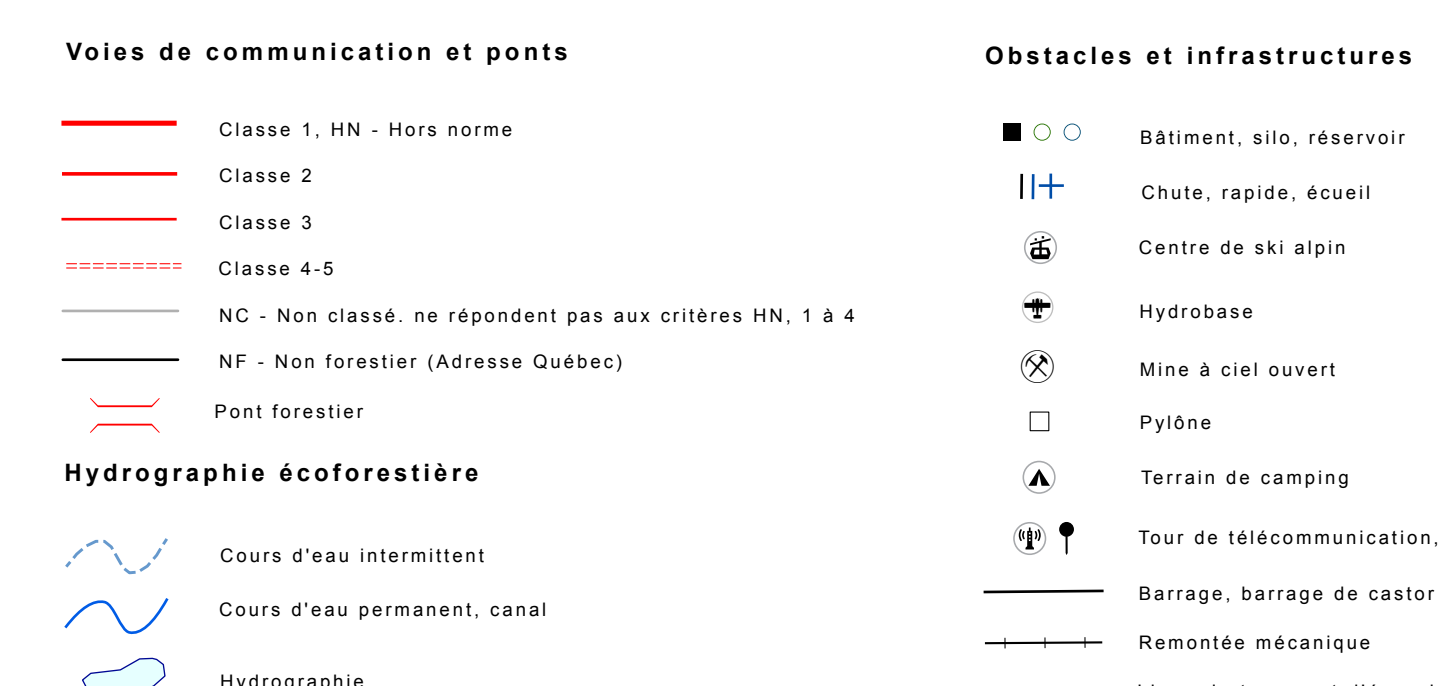 Voies de communication et ponts
Classe 1, HN - Hors norme
Classe 2
Classe 3
Classe 4-5
NC - Non classé. ne répondent pas aux critères HN, 1 à 4
NF - Non forestier (Adresse Québec)
Pont forestier
Hydrographie écoforestière
Cours d'eau intermittent
Cours d'eau permanent, canal
Hydrographie
Obstacles et infrastructures
Bâtiment, silo, réservoir
Chute, rapide, écueil
Centre de ski alpin
Hydrobase
Mine à ciel ouvert
Pylône
Terrain de camping
Tour de télécommunication,
Barrage, barrage de castor
Remontée mécanique